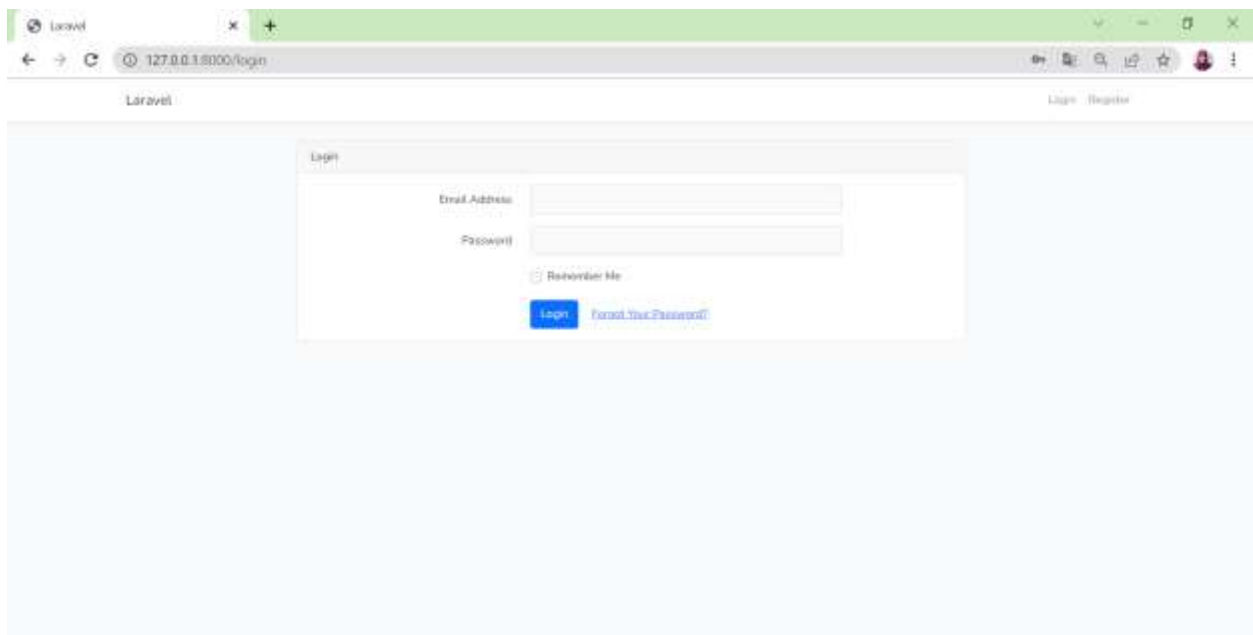 Laravel
127.0.0.1:8000/login
Laravel
Login Register
Login
Email Address
Password
Remember Me
Login Forgot Your Password?